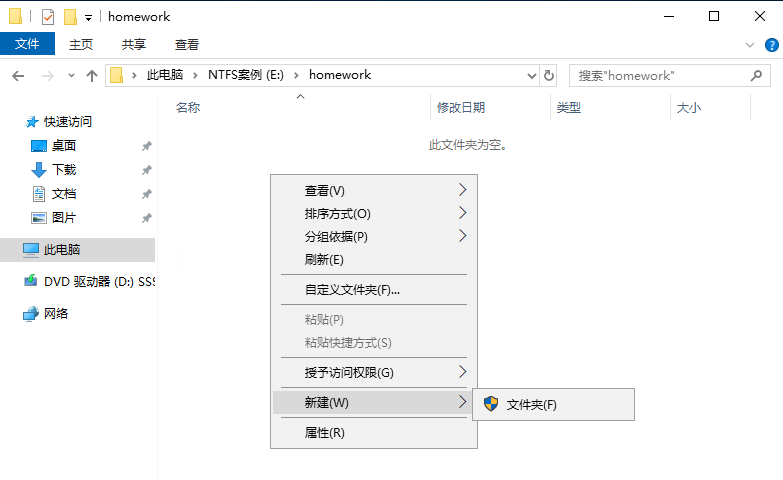 homework
文件 主页 共享 查看
此电脑 NTFS案例 (E:) homework 搜索"homework"
名称 修改日期 类型 大小
此文件夹为空。
快速访问
桌面
下载
文档
图片
此电脑
DVD 驱动器 (D:) SSS
网络
查看(V)
排序方式(O)
分组依据(P)
刷新(E)
自定义文件夹(F)...
粘贴(P)
粘贴快捷方式(S)
授予访问权限(G)
新建(W)
文件夹(F)
属性(R)